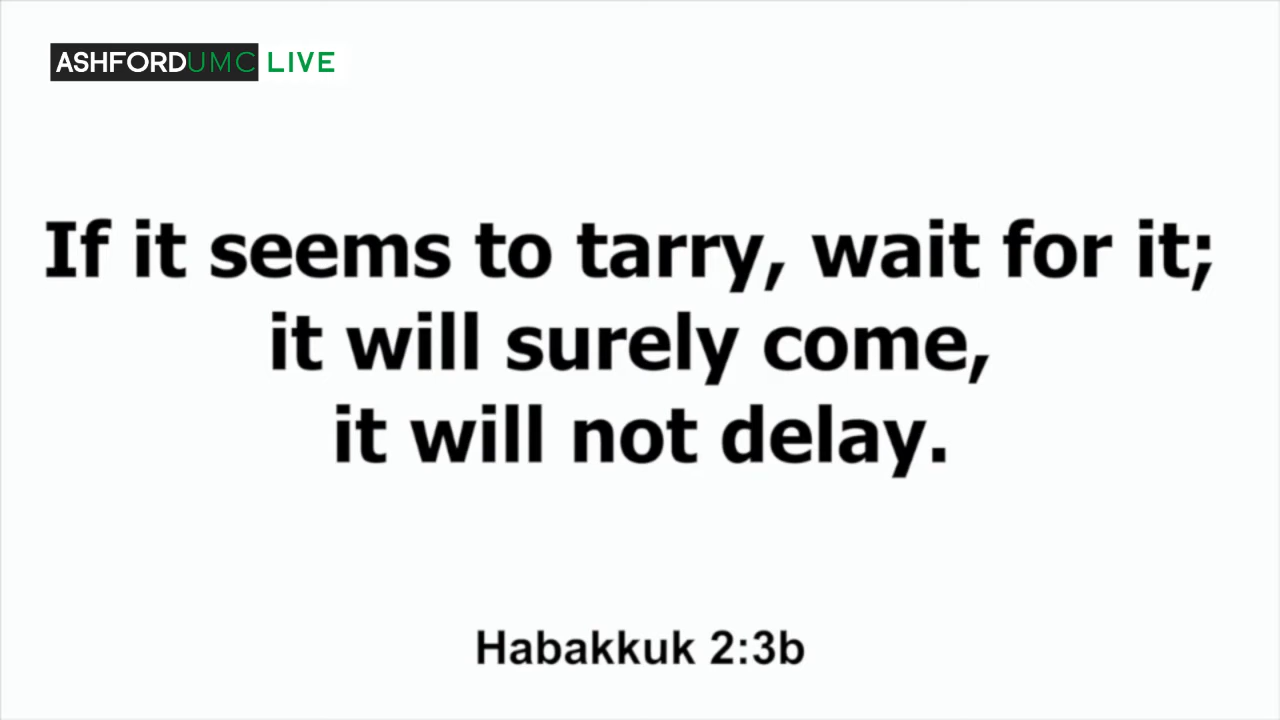 ASHFORDUMC LIVE
If it seems to tarry, wait for it;
it will surely come,
it will not delay.
Habakkuk 2:3b